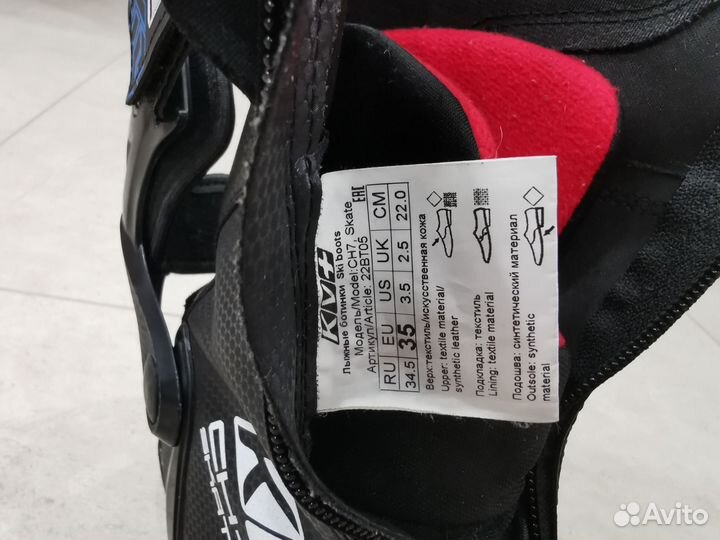 KV+
Лыжные ботинки Ski boots
Модель/Model:CH7, Skate
Артикул/Article: 22BT05
EAC
RU EU US UK CM
34.5 35 3.5 2.5 22.0
Верх:текстиль/искусственная кожа
Upper: textile material/
synthetic leather
Подкладка: текстиль
Lining: textile material
Подошва: синтетический материал
Outsole: synthetic
material
Avito